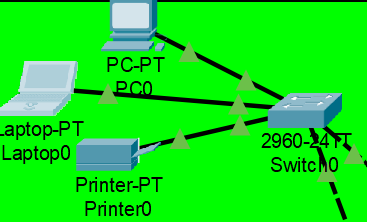 PC-PT
PC0
Laptop-PT
Laptop0
2960-24TT
Switch0
Printer-PT
Printer0